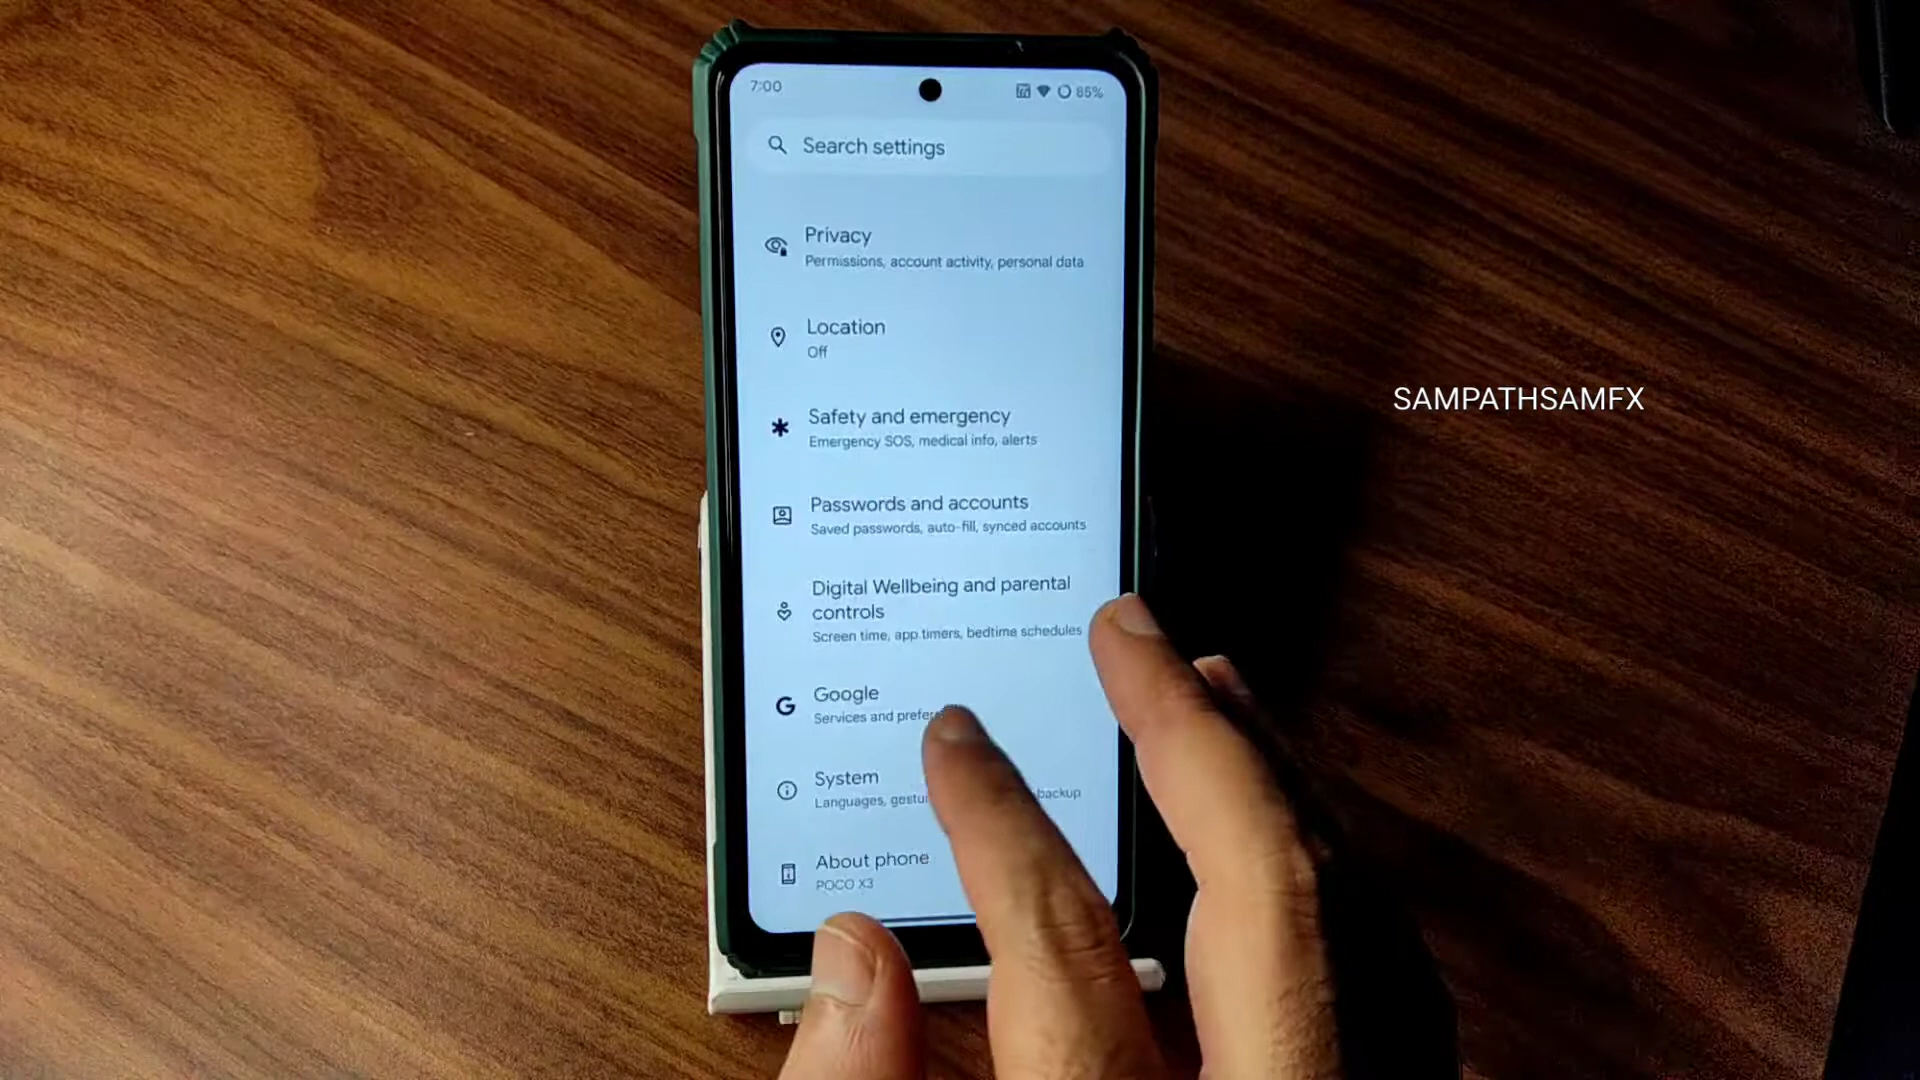 7:00
85%
Search settings
Privacy
Permissions, account activity, personal data
Location
Off
SAMPATHSAMFX
Safety and emergency
Emergency SOS, medical info, alerts
Passwords and accounts
Saved passwords, auto-fill, synced accounts
Digital Wellbeing and parental
controls
Screen time, app timers, bedtime schedules
Google
Services and
System
Languages, backup
About phone
POCO X3